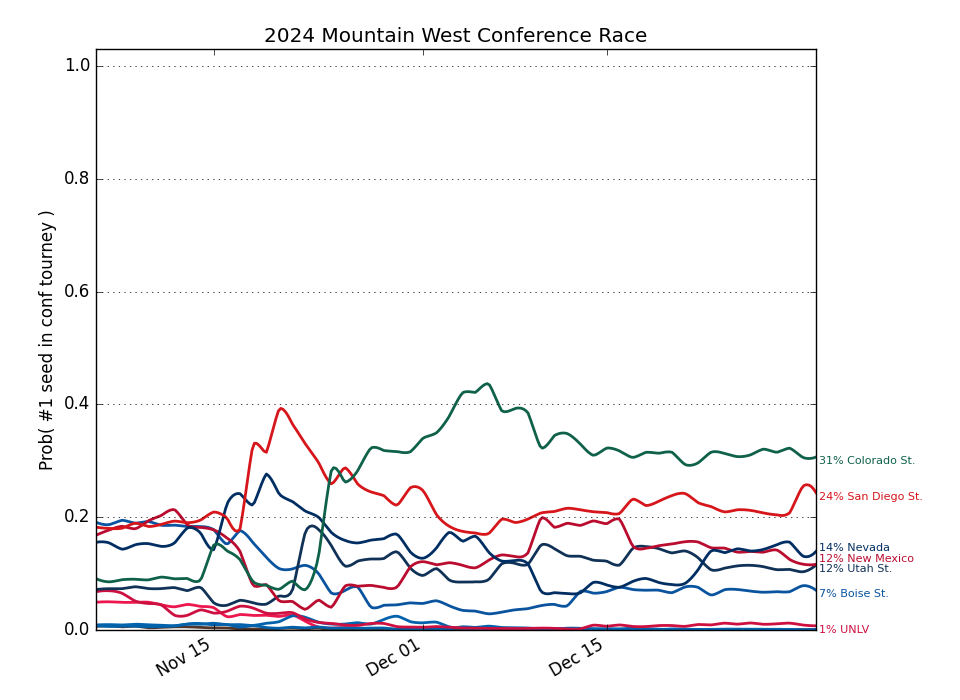 2024 Mountain West Conference Race
Prob( #1 seed in conf tourney )
1.0
0.8
0.6
0.4
0.2
0.0
Nov 15
Dec 01
Dec 15
31% Colorado St.
24% San Diego St.
14% Nevada
12% New Mexico
12% Utah St.
7% Boise St.
1% UNLV